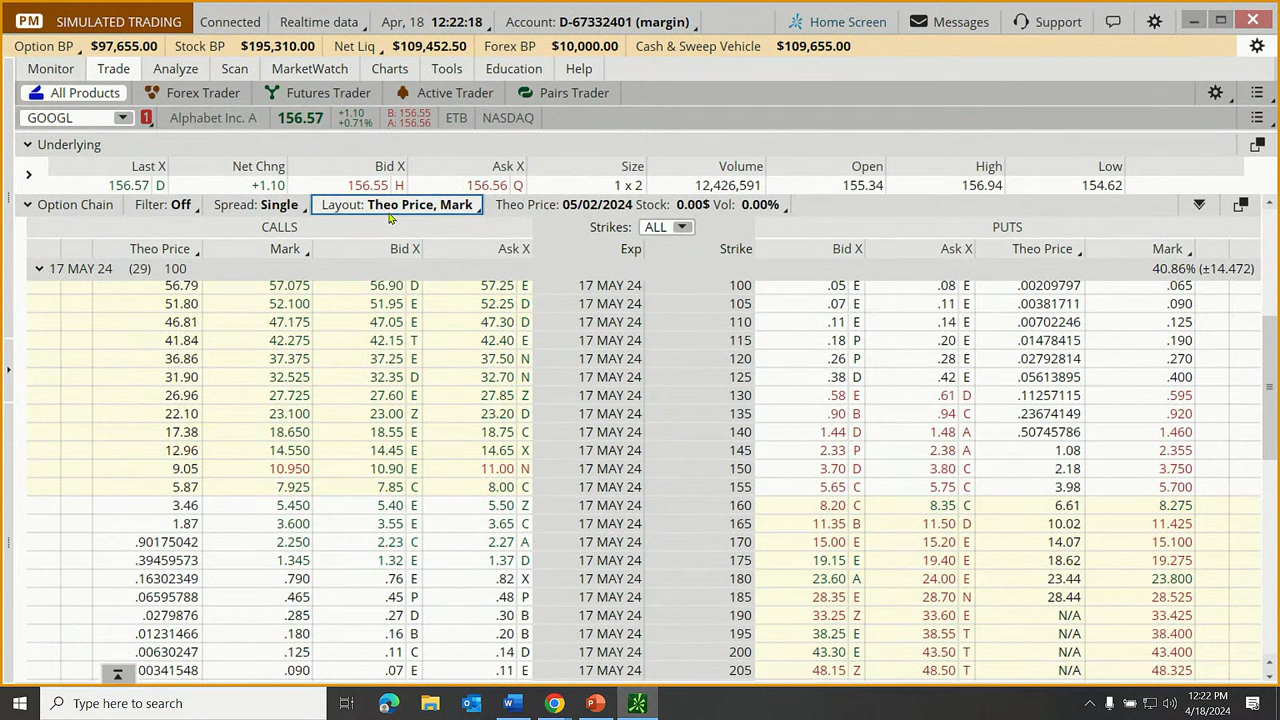 PM SIMULATED TRADING Connected Realtime data Apr, 18 12:22:18 Account: D-67332401 (margin) Home Screen Messages Support
Option BP $97,655.00 Stock BP $195,310.00 Net Liq $109,452.50 Forex BP $10,000.00 Cash & Sweep Vehicle $109,655.00
Monitor Trade Analyze Scan MarketWatch Charts Tools Education Help
All Products Forex Trader Futures Trader Active Trader Pairs Trader
GOOGL 1 Alphabet Inc. A 156.57 +1.10 +0.71% B: 156.55 A: 156.56 ETB NASDAQ
Underlying
Last X Net Chng Bid X Ask X Size Volume Open High Low
156.57 D +1.10 156.55 H 156.56 Q 1 x 2 12,426,591 155.34 156.94 154.62
Option Chain Filter: Off Spread: Single Layout: Theo Price, Mark Theo Price: 05/02/2024 Stock: 0.00$ Vol: 0.00%
CALLS Strikes: ALL PUTS
Theo Price Mark Bid X Ask X Exp Strike Bid X Ask X Theo Price Mark
17 MAY 24 (29) 100 40.86% (±14.472)
56.79 57.075 56.90 D 57.25 E 17 MAY 24 100 .05 E .08 E .00209797 .065
51.80 52.100 51.95 E 52.25 D 17 MAY 24 105 .07 E .11 E .00381711 .090
46.81 47.175 47.05 E 47.30 D 17 MAY 24 110 .11 E .14 E .00702246 .125
41.84 42.275 42.15 T 42.40 E 17 MAY 24 115 .18 P .20 E .01478415 .190
36.86 37.375 37.25 E 37.50 N 17 MAY 24 120 .26 P .28 E .02792814 .270
31.90 32.525 32.35 D 32.70 N 17 MAY 24 125 .38 D .42 E .05613895 .400
26.96 27.725 27.60 E 27.85 Z 17 MAY 24 130 .58 E .61 D .11257115 .595
22.10 23.100 23.00 Z 23.20 D 17 MAY 24 135 .90 B .94 C .23674149 .920
17.38 18.650 18.55 E 18.75 C 17 MAY 24 140 1.44 D 1.48 A .50745786 1.460
12.96 14.550 14.45 E 14.65 X 17 MAY 24 145 2.33 P 2.38 A 1.08 2.355
9.05 10.950 10.90 E 11.00 N 17 MAY 24 150 3.70 D 3.80 C 2.18 3.750
5.87 7.925 7.85 C 8.00 C 17 MAY 24 155 5.65 C 5.75 C 3.98 5.700
3.46 5.450 5.40 E 5.50 Z 17 MAY 24 160 8.20 C 8.35 C 6.61 8.275
1.87 3.600 3.55 E 3.65 C 17 MAY 24 165 11.35 B 11.50 D 10.02 11.425
.90175042 2.250 2.23 C 2.27 A 17 MAY 24 170 15.00 E 15.20 E 14.07 15.100
.39459573 1.345 1.32 E 1.37 D 17 MAY 24 175 19.15 E 19.40 E 18.62 19.275
.16302349 .790 .76 E .82 X 17 MAY 24 180 23.60 A 24.00 E 23.44 23.800
.06595788 .465 .45 P .48 P 17 MAY 24 185 28.35 E 28.70 N 28.44 28.525
.0279876 .285 .27 D .30 B 17 MAY 24 190 33.25 Z 33.60 E N/A 33.425
.01231466 .180 .16 B .20 B 17 MAY 24 195 38.25 E 38.55 T N/A 38.400
.00630247 .125 .11 C .14 D 17 MAY 24 200 43.30 E 43.50 T N/A 43.400
00341548 .090 .07 E .11 E 17 MAY 24 205 48.15 Z 48.50 T N/A 48.325
Type here to search 12:22 PM
4/18/2024